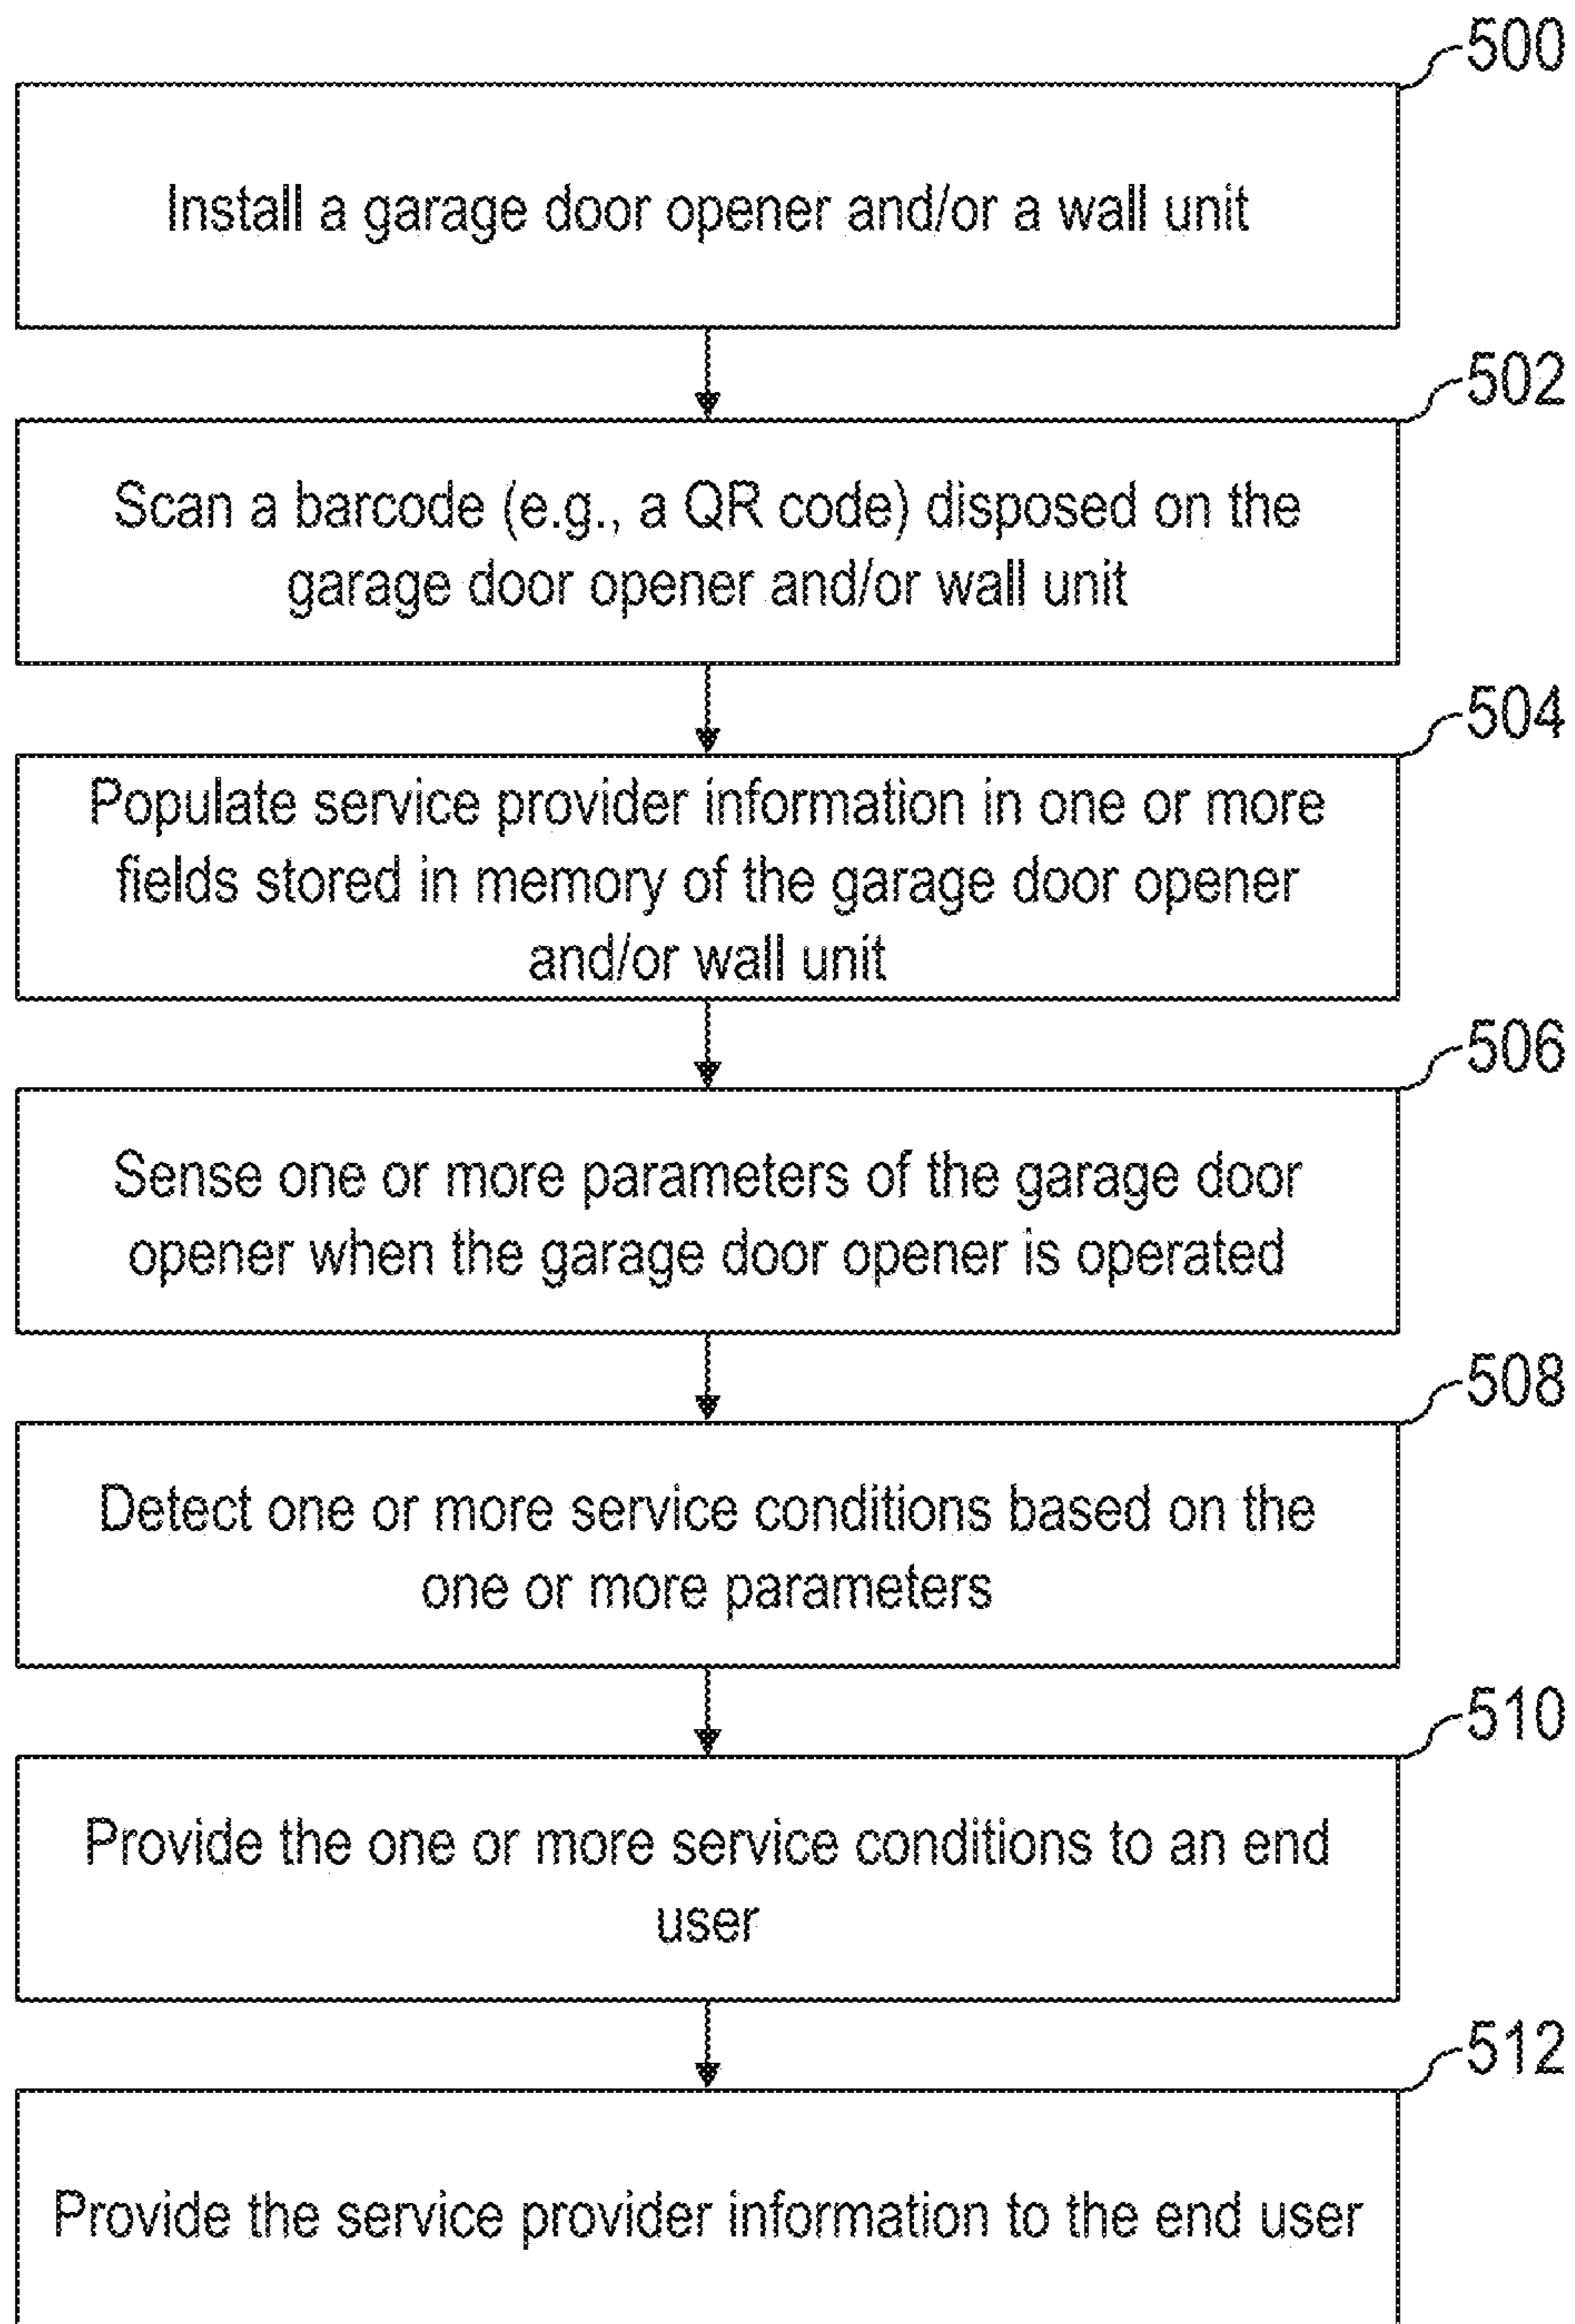 500
Install a garage door opener and/or a wall unit
502
Scan a barcode (e.g., a QR code) disposed on the
garage door opener and/or wall unit
504
Populate service provider information in one or more
fields stored in memory of the garage door opener
and/or wall unit
506
Sense one or more parameters of the garage door
opener when the garage door opener is operated
508
Detect one or more service conditions based on the
one or more parameters
510
Provide the one or more service conditions to an end
user
512
Provide the service provider information to the end user